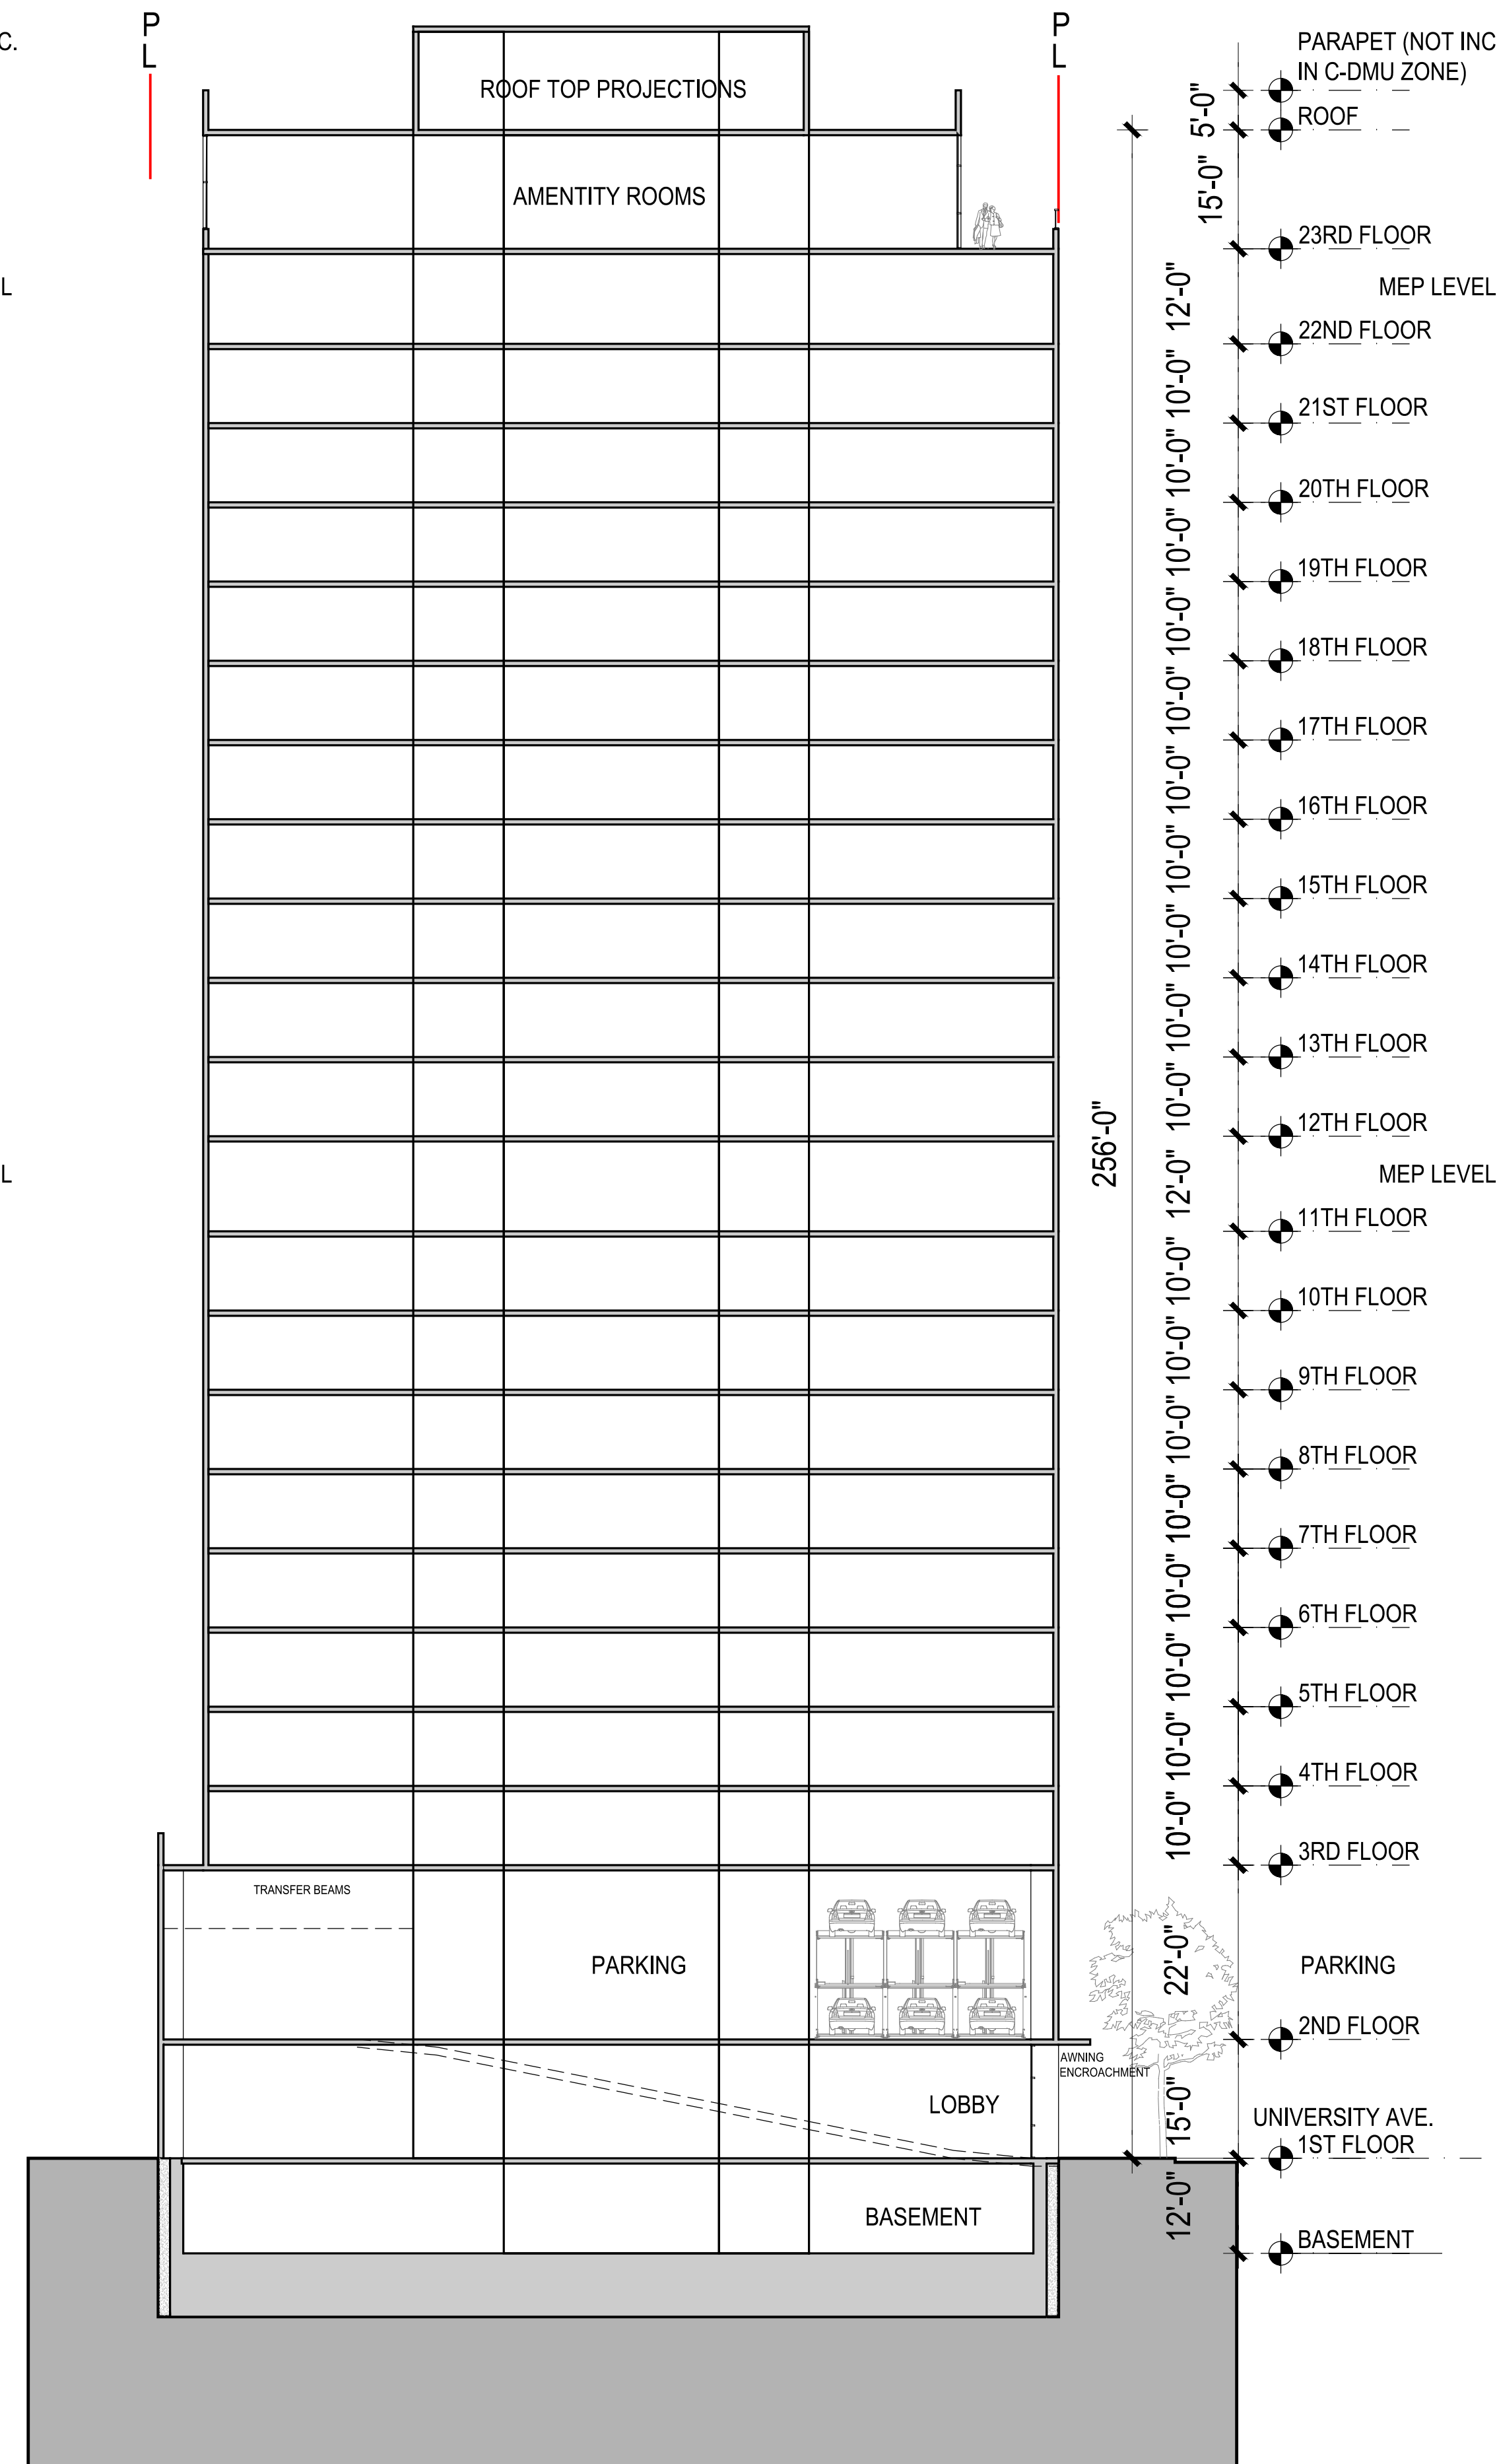 C.
P
L
P
L
PARAPET (NOT INC
IN C-DMU ZONE)
ROOF TOP PROJECTIONS
5'-0"
ROOF
AMENTITY ROOMS
15'-0"
23RD FLOOR
L
12'-0"
MEP LEVEL
22ND FLOOR
10'-0"
21ST FLOOR
10'-0"
20TH FLOOR
10'-0"
19TH FLOOR
10'-0"
18TH FLOOR
10'-0"
17TH FLOOR
10'-0"
16TH FLOOR
10'-0"
15TH FLOOR
10'-0"
14TH FLOOR
10'-0"
13TH FLOOR
10'-0"
12TH FLOOR
256'-0"
L
12'-0"
MEP LEVEL
11TH FLOOR
10'-0"
10TH FLOOR
10'-0"
9TH FLOOR
10'-0"
8TH FLOOR
10'-0"
7TH FLOOR
10'-0"
6TH FLOOR
10'-0"
5TH FLOOR
10'-0"
4TH FLOOR
10'-0"
3RD FLOOR
TRANSFER BEAMS
PARKING
22'-0"
PARKING
2ND FLOOR
AWNING
ENCROACHMENT
LOBBY
15'-0"
UNIVERSITY AVE.
1ST FLOOR
BASEMENT
12'-0"
BASEMENT